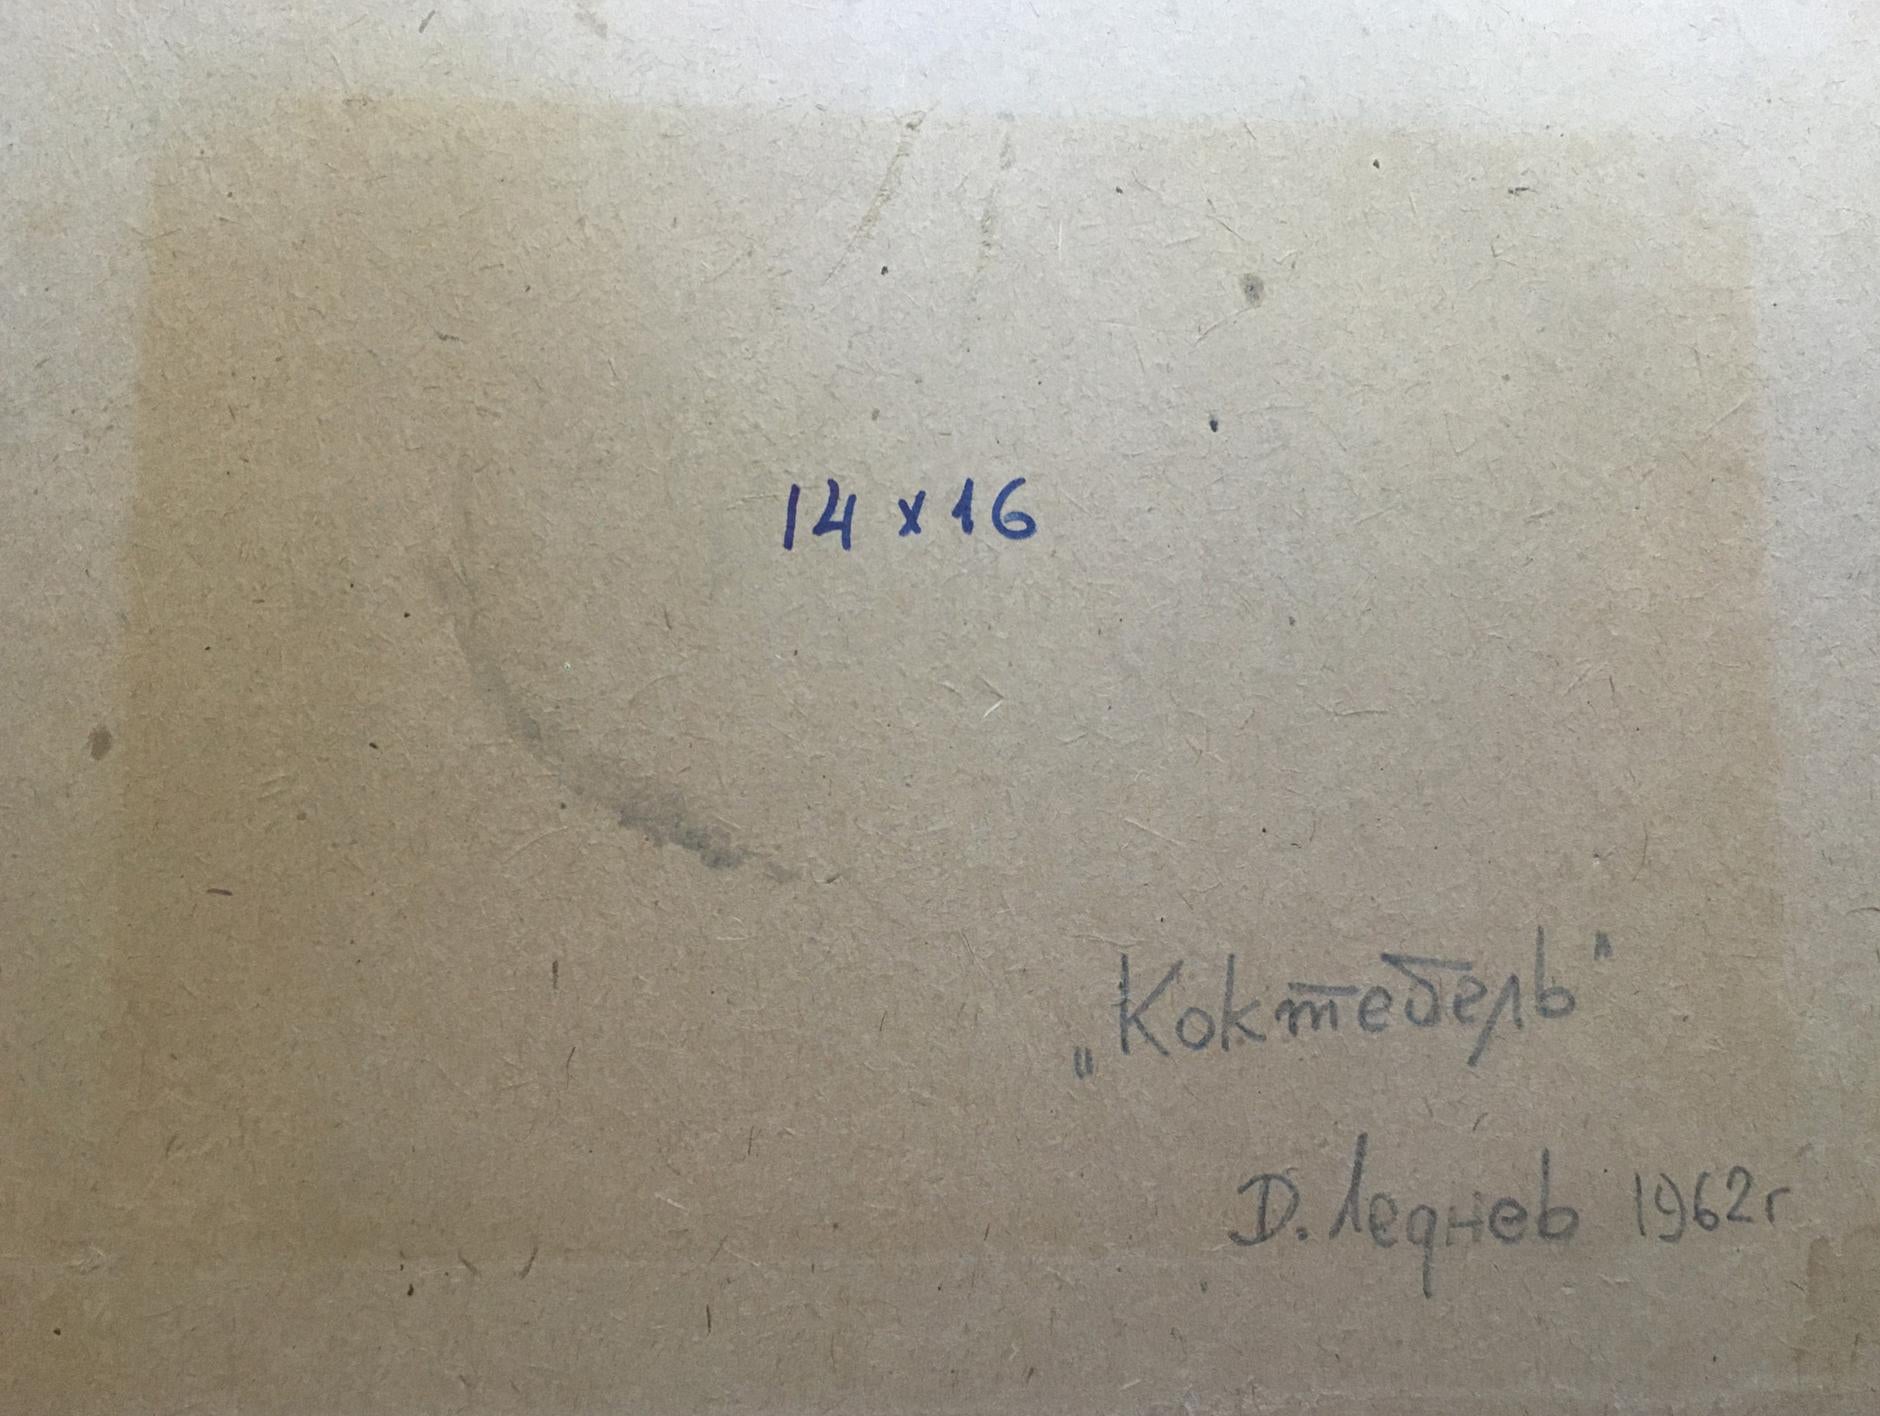 14 x 16
„Коктебель"
Д. Леднев 1962г